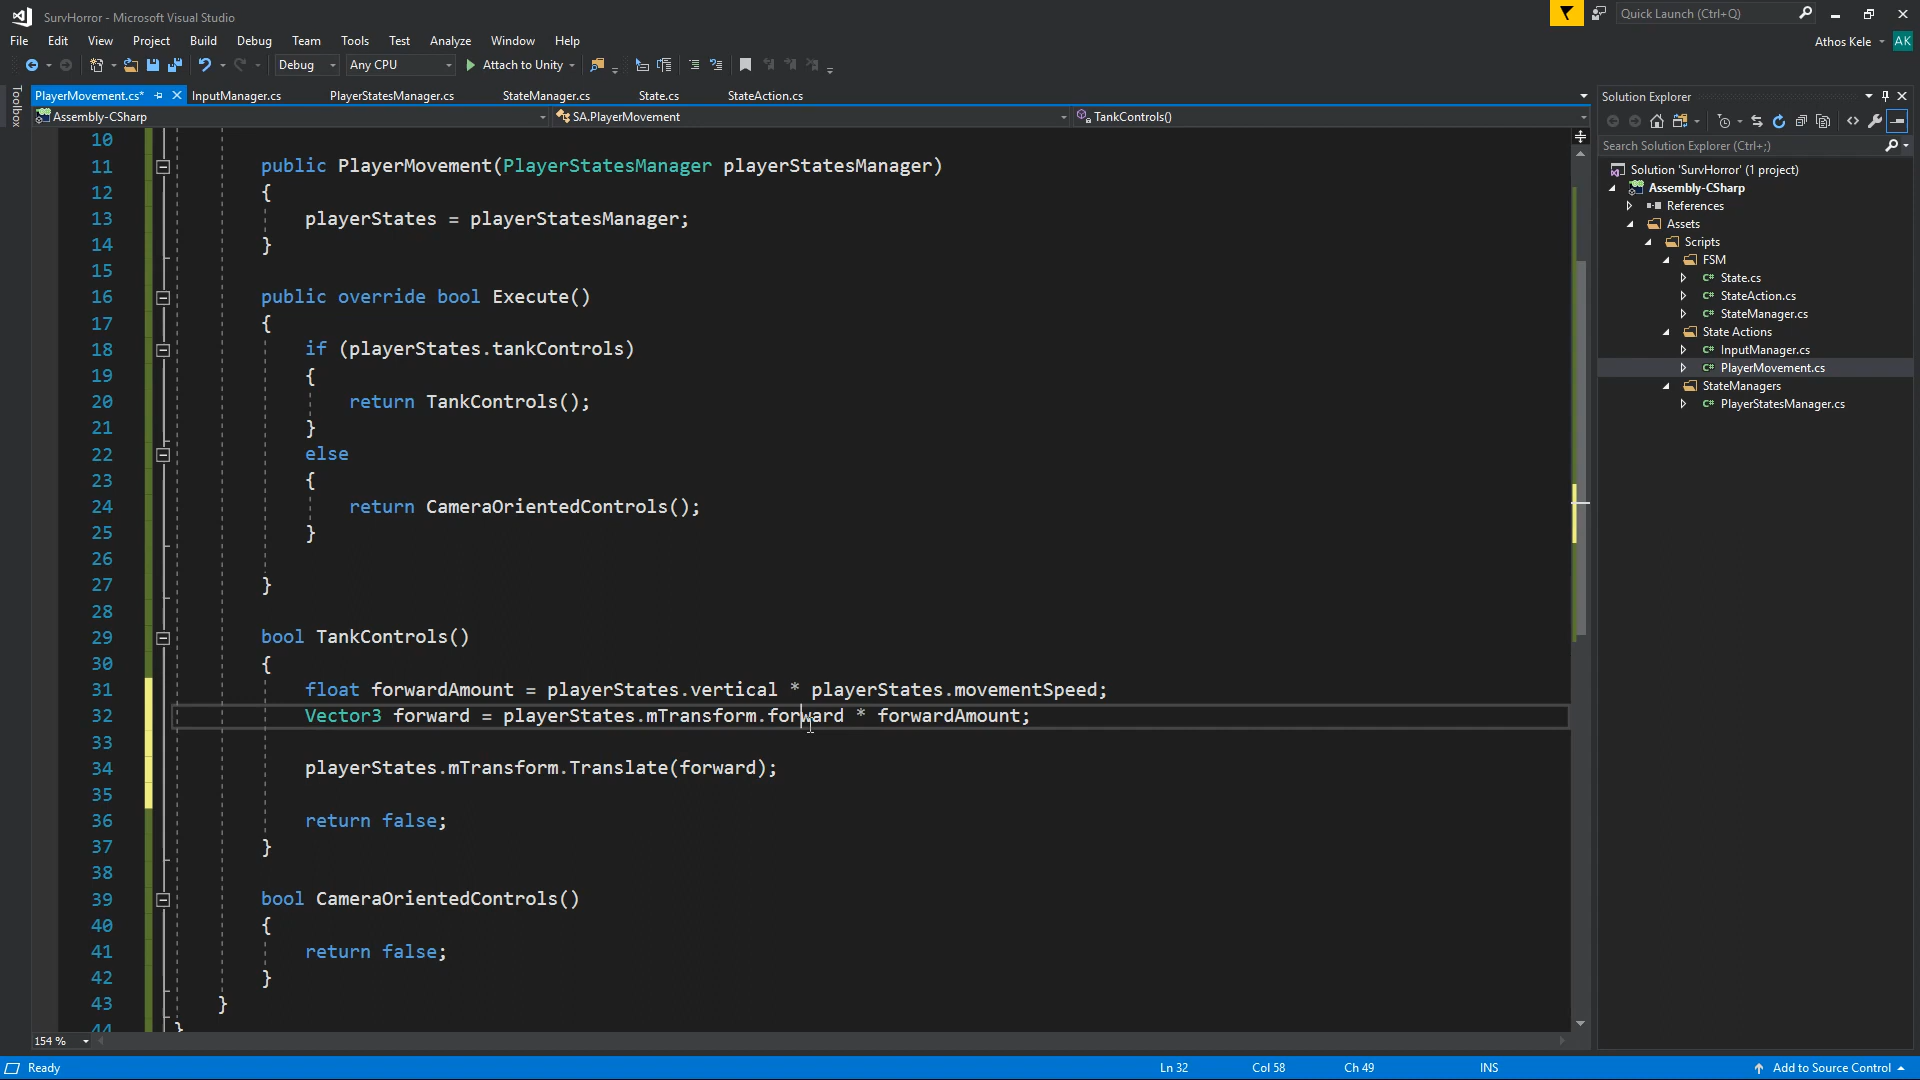 SurvHorror - Microsoft Visual Studio
Quick Launch (Ctrl+Q)
File Edit View Project Build Debug Team Tools Test Analyze Window Help
Athos Kele AK
Debug Any CPU Attach to Unity
Toolbox
PlayerMovement.cs* InputManager.cs PlayerStatesManager.cs StateManager.cs State.cs StateAction.cs
Assembly-CSharp SA.PlayerMovement TankControls()
10
11 public PlayerMovement(PlayerStatesManager playerStatesManager)
12 {
13 playerStates = playerStatesManager;
14 }
15
16 public override bool Execute()
17 {
18 if (playerStates.tankControls)
19 {
20 return TankControls();
21 }
22 else
23 {
24 return CameraOrientedControls();
25 }
26
27 }
28
29 bool TankControls()
30 {
31 float forwardAmount = playerStates.vertical * playerStates.movementSpeed;
32 Vector3 forward = playerStates.mTransform.forward * forwardAmount;
33
34 playerStates.mTransform.Translate(forward);
35
36 return false;
37 }
38
39 bool CameraOrientedControls()
40 {
41 return false;
42 }
43 }
44 }
154 %
Solution Explorer
Search Solution Explorer (Ctrl+;)
Solution 'SurvHorror' (1 project)
Assembly-CSharp
References
Assets
Scripts
FSM
C# State.cs
C# StateAction.cs
C# StateManager.cs
State Actions
C# InputManager.cs
C# PlayerMovement.cs
StateManagers
C# PlayerStatesManager.cs
Ready Ln 32 Col 58 Ch 49 INS Add to Source Control